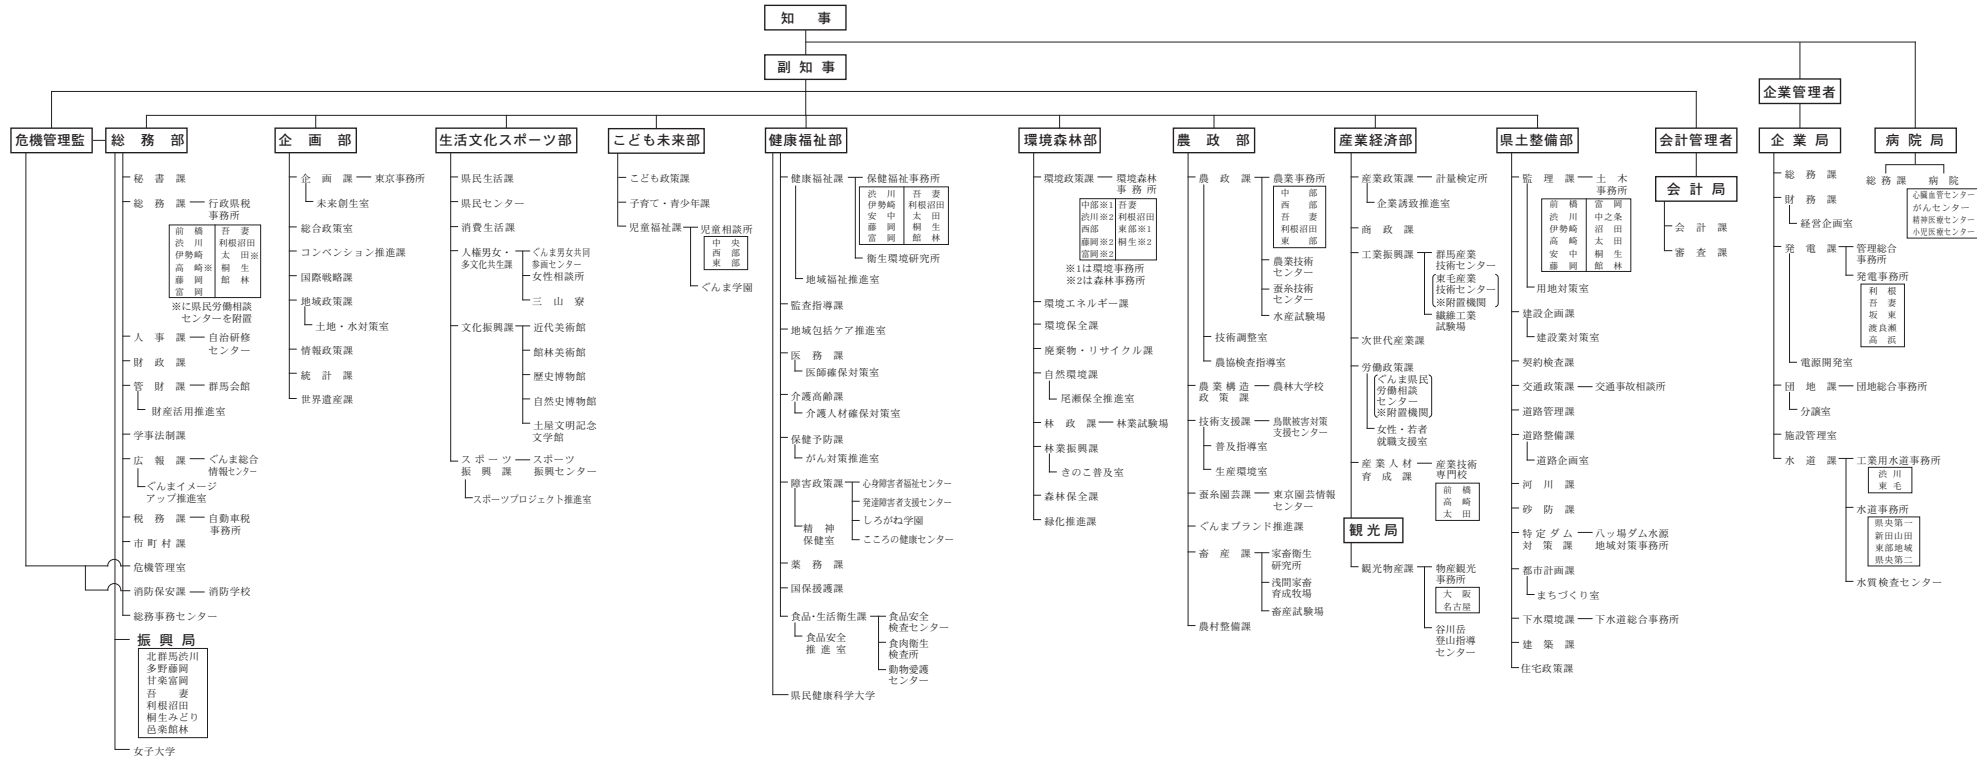 知事
副知事
企業管理者
危機管理監
総務部
企画部
生活文化スポーツ部
こども未来部
健康福祉部
環境森林部
農政部
産業経済部
県土整備部
会計管理者
企業局
病院局
秘書課
総務課
行政県税
事務所
前橋 吾妻
渋川 利根沼田
伊勢崎 太田※
高崎※ 桐生
藤岡 館林
富岡
※に県民労働相談
センターを附置
人事課
自治研修
センター
財政課
管財課
群馬会館
財産活用推進室
学事法制課
広報課
ぐんま総合
情報センター
ぐんまイメージ
アップ推進室
税務課
自動車税
事務所
市町村課
危機管理室
消防保安課
消防学校
総務事務センター
振興局
北群馬渋川
多野藤岡
甘楽富岡
吾妻
利根沼田
桐生みどり
邑楽館林
女子大学
企画課
東京事務所
未来創生室
総合政策室
コンベンション推進課
国際戦略課
地域政策課
土地・水対策室
情報政策課
統計課
世界遺産課
県民生活課
県民センター
消費生活課
人権男女・
多文化共生課
ぐんま男女共同
参画センター
女性相談所
三山寮
文化振興課
近代美術館
館林美術館
歴史博物館
自然史博物館
土屋文明記念
文学館
スポーツ
振興課
スポーツ
振興センター
スポーツプロジェクト推進室
こども政策課
子育て・青少年課
児童福祉課
児童相談所
中央
西部
東部
ぐんま学園
健康福祉課
保健福祉事務所
渋川 吾妻
伊勢崎 利根沼田
安中 太田
藤岡 桐生
富岡 館林
衛生環境研究所
地域福祉推進室
監査指導課
地域包括ケア推進室
医務課
医師確保対策室
介護高齢課
介護人材確保対策室
保健予防課
がん対策推進室
障害政策課
心身障害者福祉センター
発達障害者支援センター
しろがね学園
こころの健康センター
精神
保健室
薬務課
国保援護課
食品・生活衛生課
食品安全
検査センター
食品安全
推進室
食肉衛生
検査所
動物愛護
センター
県民健康科学大学
環境政策課
環境森林
事務所
中部※1 吾妻
渋川※2 利根沼田
西部 東部※1
藤岡※2 桐生※2
富岡※2
※1は環境事務所
※2は森林事務所
環境エネルギー課
環境保全課
廃棄物・リサイクル課
自然環境課
尾瀬保全推進室
林政課
林業試験場
林業振興課
きのこ普及室
森林保全課
緑化推進課
農政課
農業事務所
中部
西部
吾妻
利根沼田
東部
農業技術
センター
蚕糸技術
センター
水産試験場
技術調整室
農協検査指導室
農業構造
政策課
農林大学校
技術支援課
鳥獣被害対策
支援センター
普及指導室
生産環境室
蚕糸園芸課
東京園芸情報
センター
ぐんまブランド推進課
畜産課
家畜衛生
研究所
浅間家畜
育成牧場
畜産試験場
農村整備課
産業政策課
計量検定所
企業誘致推進室
商政課
工業振興課
群馬産業
技術センター
東毛産業
技術センター
※附置機関
繊維工業
試験場
次世代産業課
労働政策課
ぐんま県民
労働相談
センター
※附置機関
女性・若者
就職支援室
産業人材
育成課
産業技術
専門校
前橋
高崎
太田
観光局
観光物産課
物産観光
事務所
大阪
名古屋
谷川岳
登山指導
センター
監理課
土木
事務所
前橋 富岡
渋川 中之条
伊勢崎 沼田
高崎 太田
安中 桐生
藤岡 館林
用地対策室
建設企画課
建設業対策室
契約検査課
交通政策課
交通事故相談所
道路管理課
道路整備課
道路企画室
河川課
砂防課
特定ダム
対策課
八ッ場ダム水源
地域対策事務所
都市計画課
まちづくり室
下水環境課
下水道総合事務所
建築課
住宅政策課
会計局
会計課
審査課
総務課
財務課
経営企画室
発電課
管理総合
事務所
発電事務所
利根
吾妻
坂東
渡良瀬
高浜
電源開発室
団地課
団地総合事務所
分譲室
施設管理室
水道課
工業用水道事務所
渋川
東毛
水道事務所
県央第一
新田山田
東部地域
県央第二
水質検査センター
総務課
病院
心臓血管センター
がんセンター
精神医療センター
小児医療センター